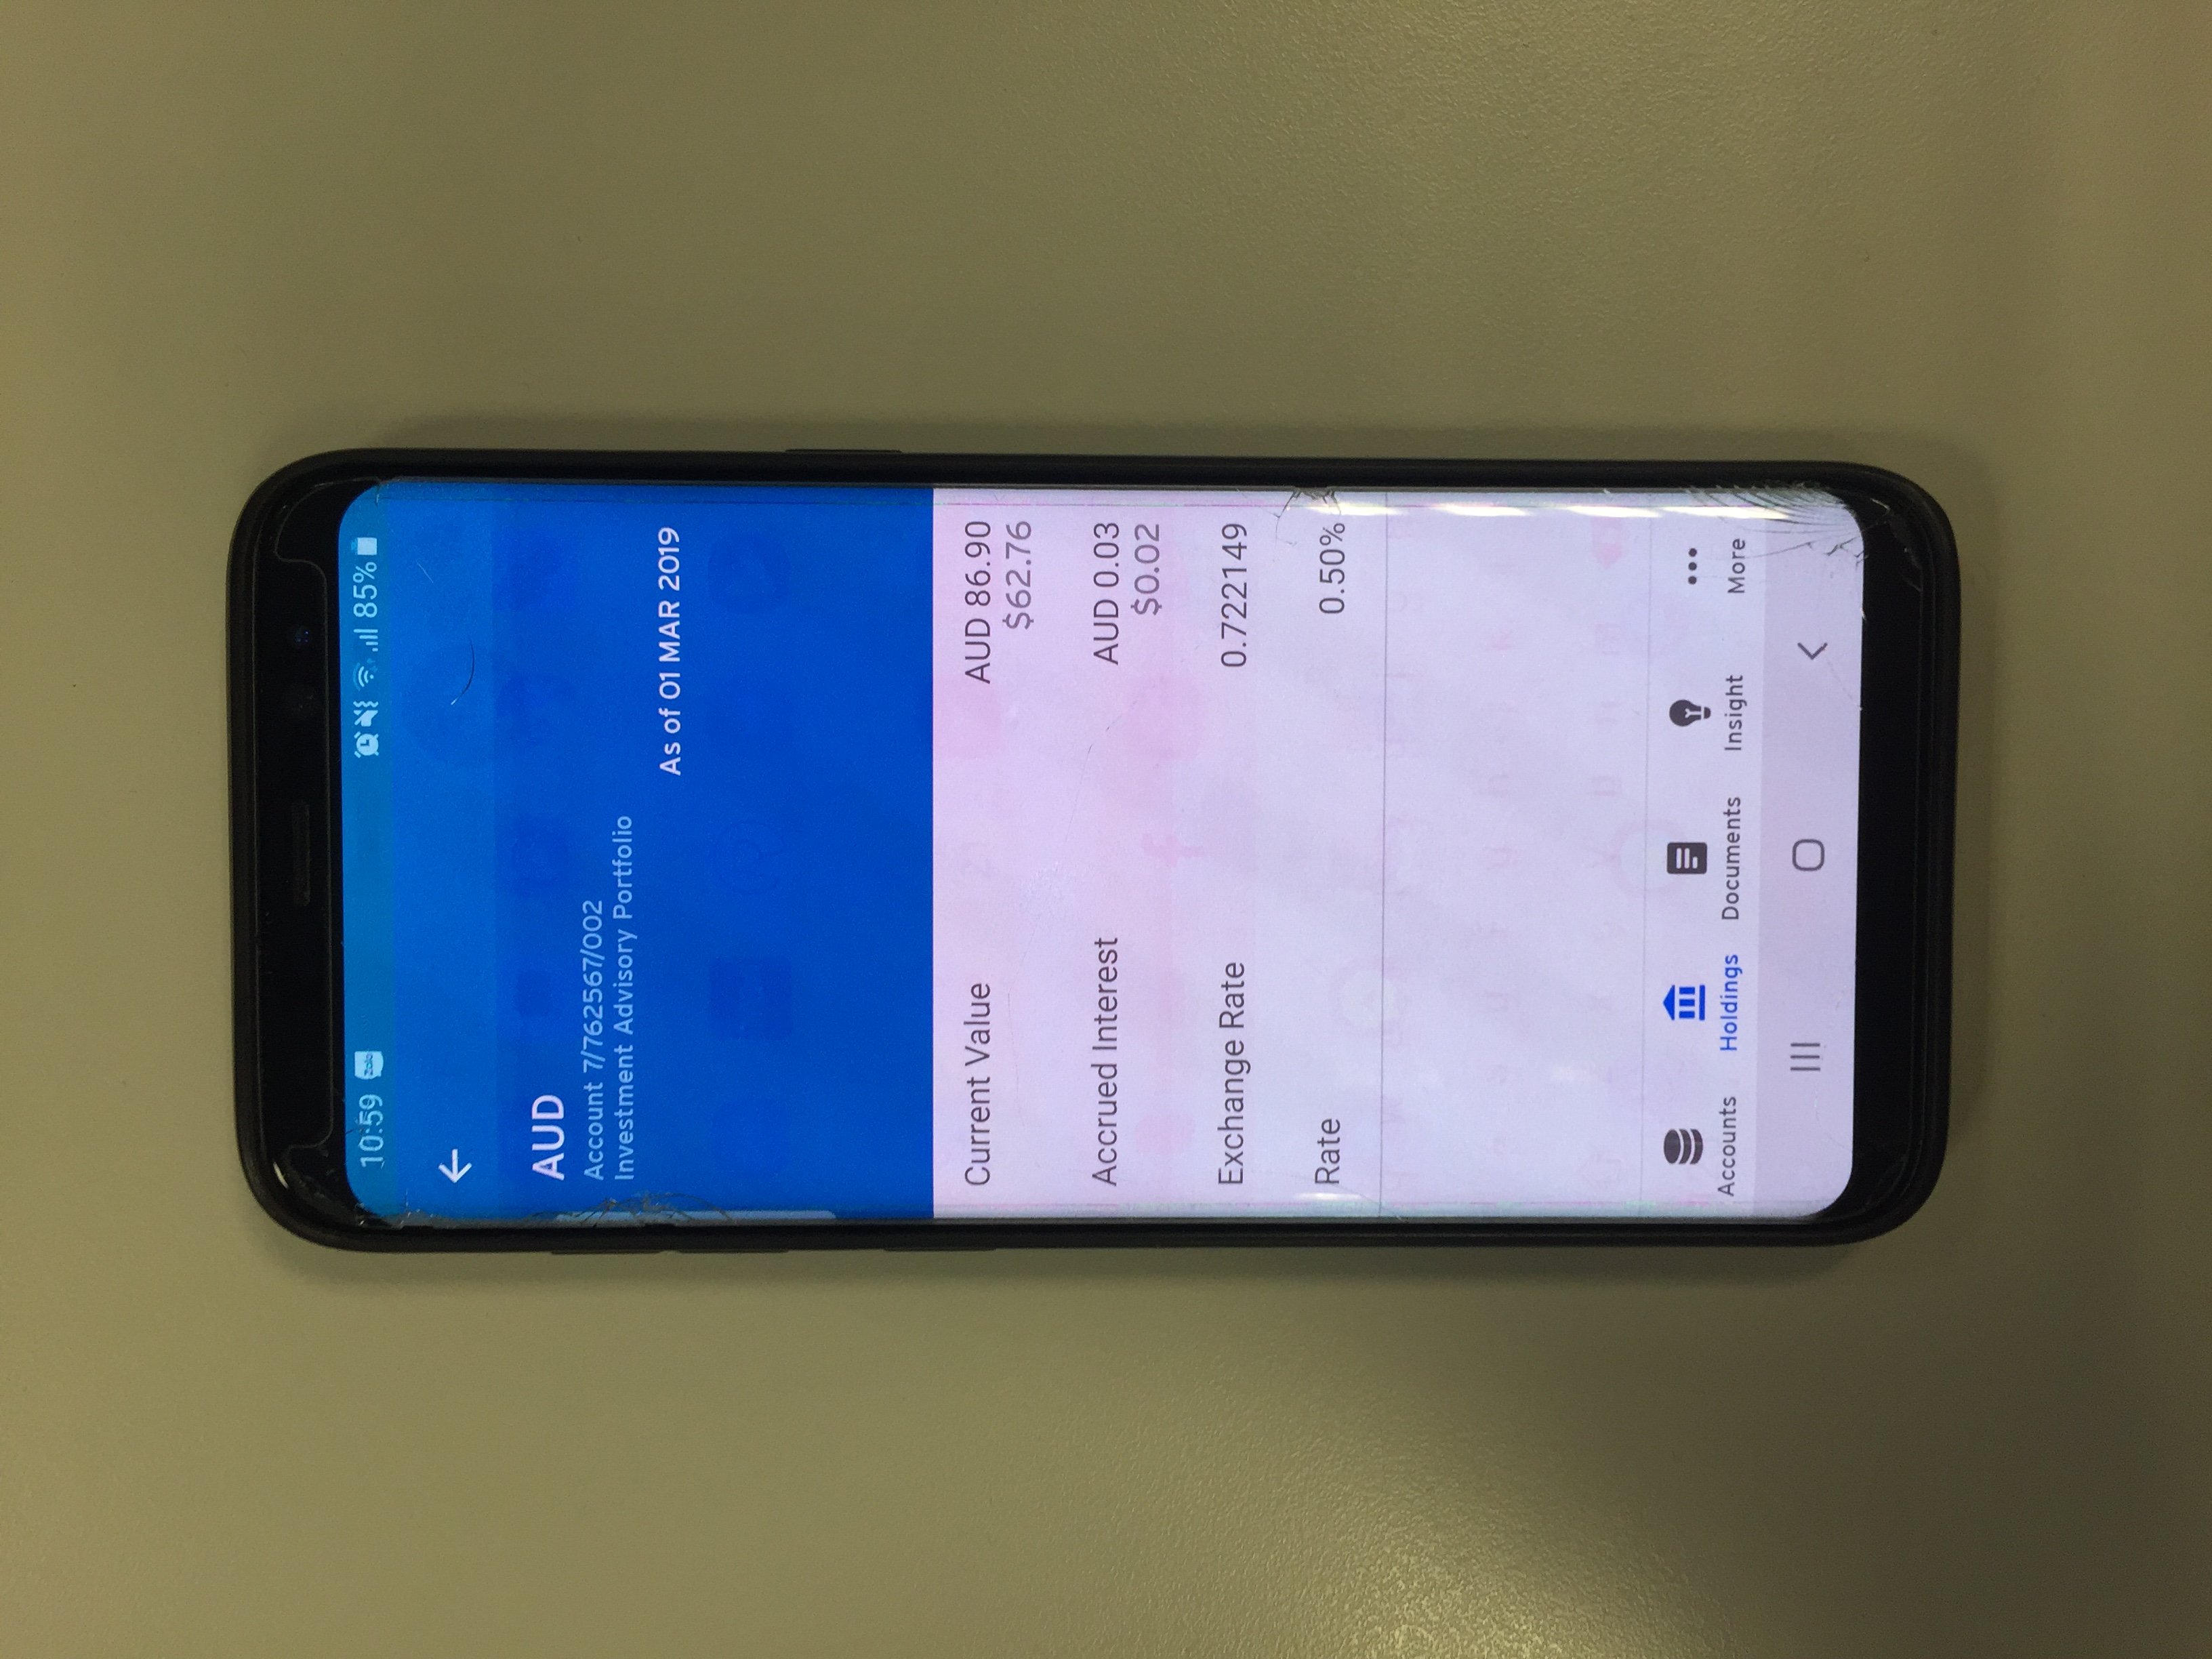 10:59 Zalo 85%
AUD
Account 7/762567/002
Investment Advisory Portfolio
As of 01 MAR 2019
Current Value AUD 86.90
$62.76
Accrued Interest AUD 0.03
$0.02
Exchange Rate 0.722149
Rate 0.50%
Accounts Holdings Documents Insight More